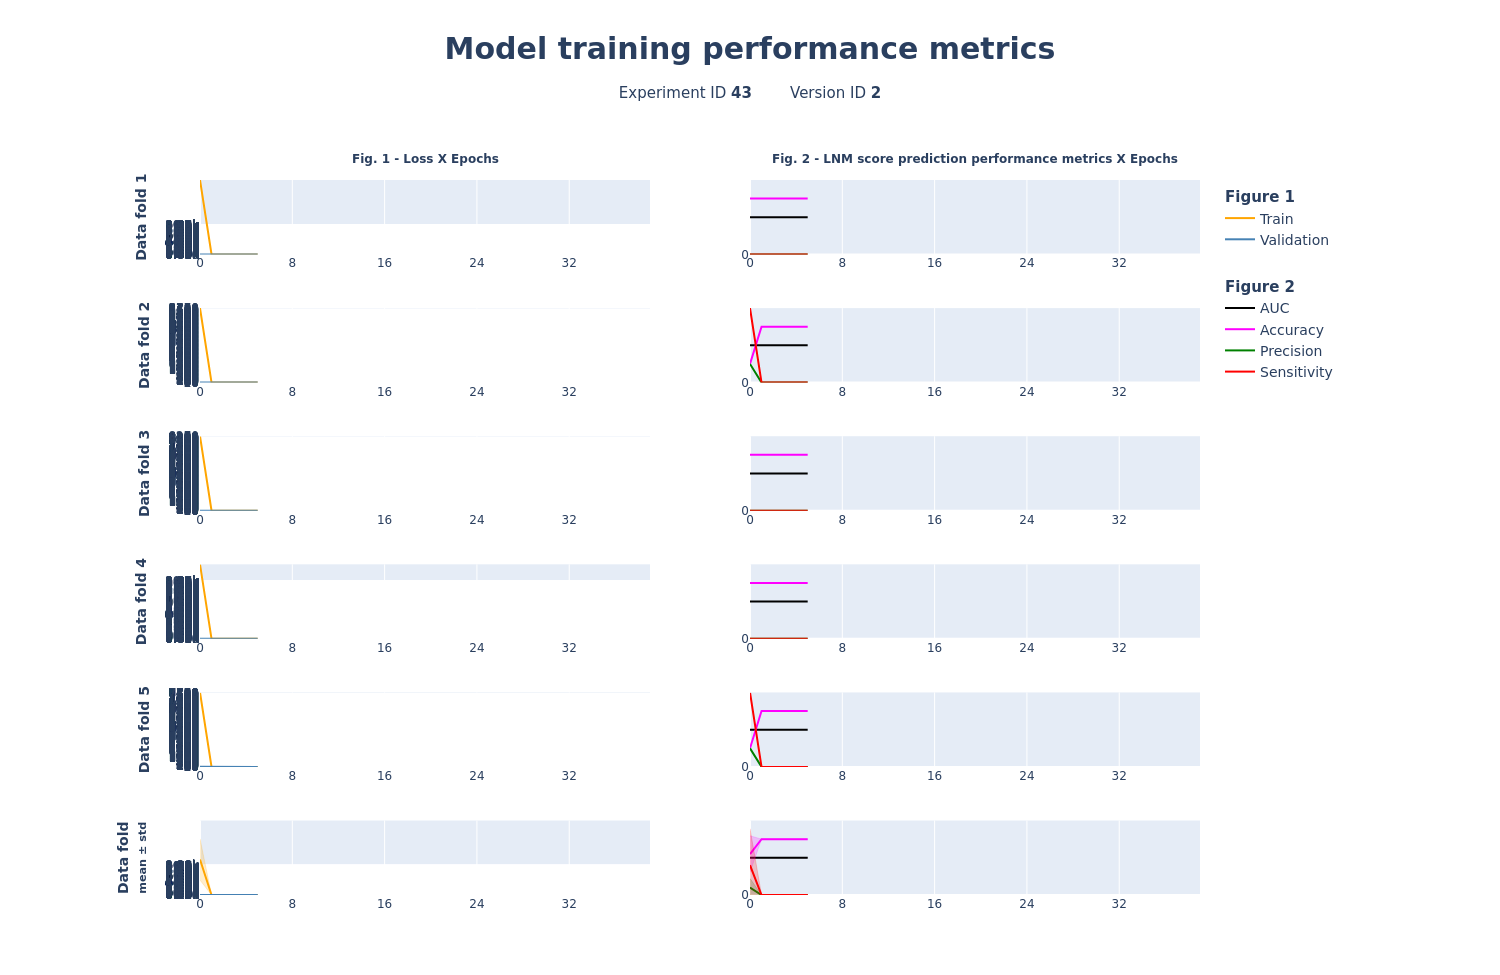 Model training performance metrics
Experiment ID 43 Version ID 2
Fig. 1 - Loss X Epochs
Fig. 2 - LNM score prediction performance metrics X Epochs
Data fold 1
0 8 16 24 32
0
0 8 16 24 32
Figure 1
Train
Validation
Figure 2
AUC
Accuracy
Precision
Sensitivity
Data fold 2
0 8 16 24 32
0
0 8 16 24 32
Data fold 3
0 8 16 24 32
0
0 8 16 24 32
Data fold 4
0 8 16 24 32
0
0 8 16 24 32
Data fold 5
0 8 16 24 32
0
0 8 16 24 32
Data fold
mean ± std
0 8 16 24 32
0
0 8 16 24 32